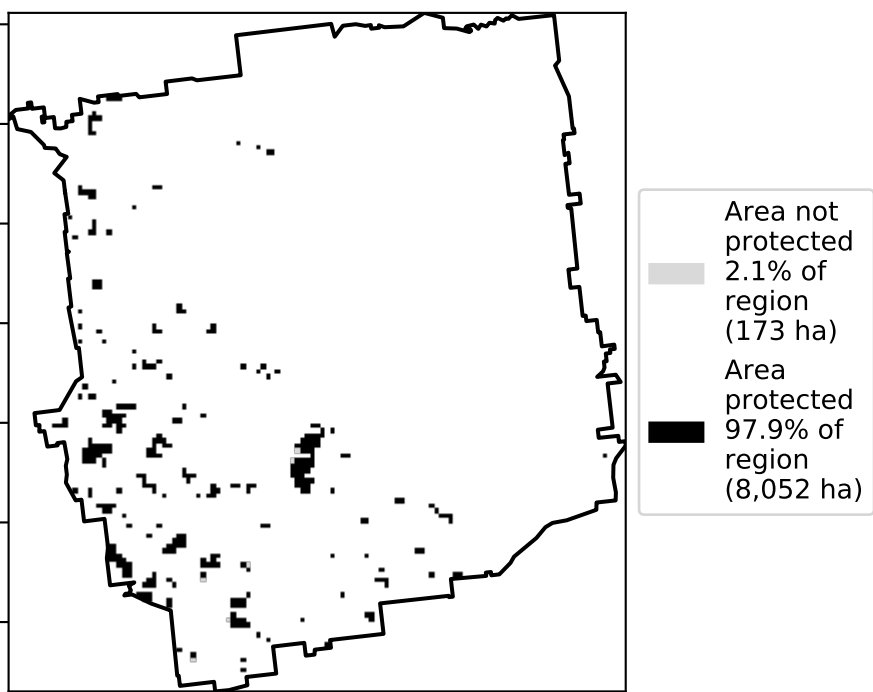 Area not
protected
2.1% of
region
(173 ha)
Area
protected
97.9% of
region
(8,052 ha)